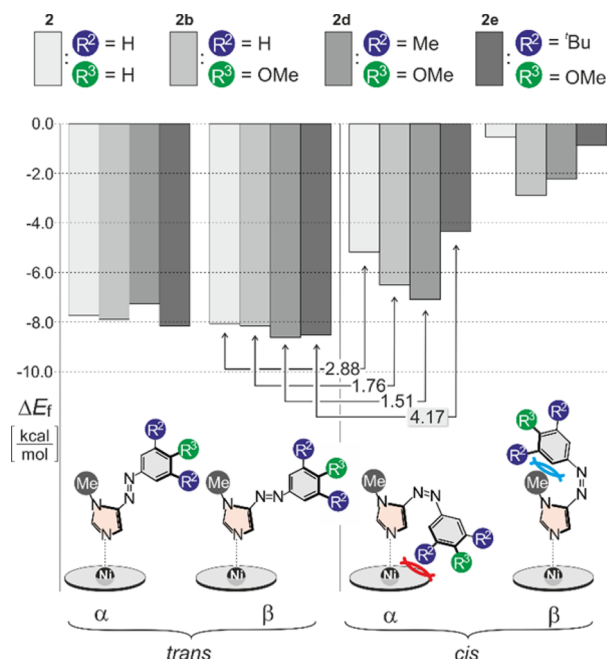 2 2b 2d 2e
: R² = H : R² = H : R² = Me : R² = ᵗBu
R³ = H R³ = OMe R³ = OMe R³ = OMe
0.0
-2.0
-4.0
-6.0
-8.0
-10.0
2.88
1.76
1.51
4.17
ΔE_f
[kcal/mol]
R² R³ R² Me N N N N
R² R³ R² Me N=N N N
Me N=N N N R² R³ R²
R² R³ R² Me N N N N
Ni Ni Ni Ni
α β α β
trans cis